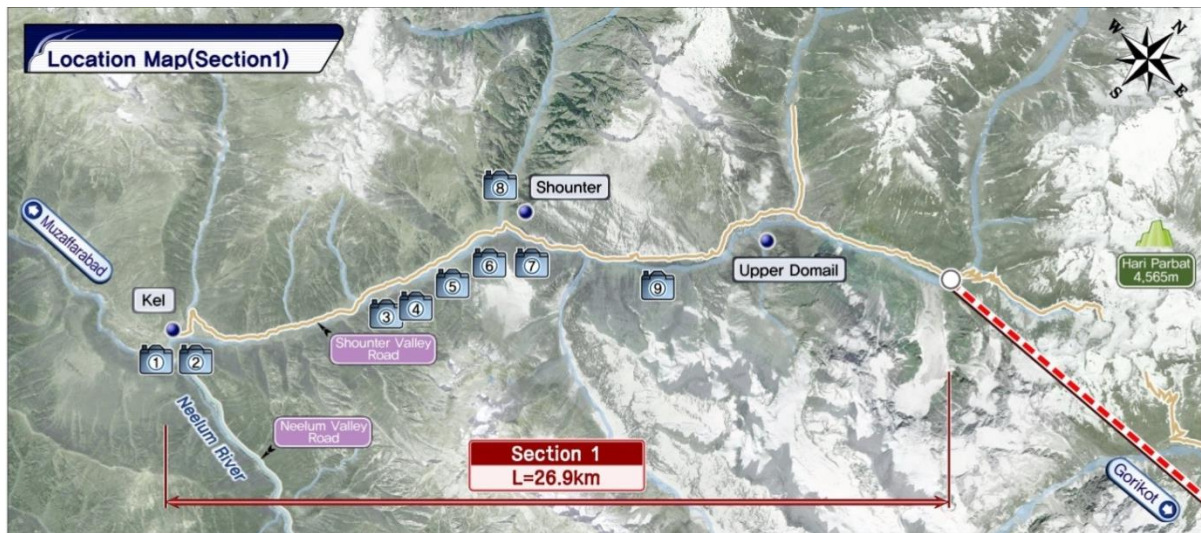 Location Map(Section1)
W
N
S
E
⑧
Shounter
Muzaffarabad
Hari Parbat
4,565m
⑥
⑦
Upper Domail
⑤
⑨
Kel
③
④
Shounter Valley
Road
①
②
Neelum River
Neelum Valley
Road
Section 1
L=26.9km
Gorikot